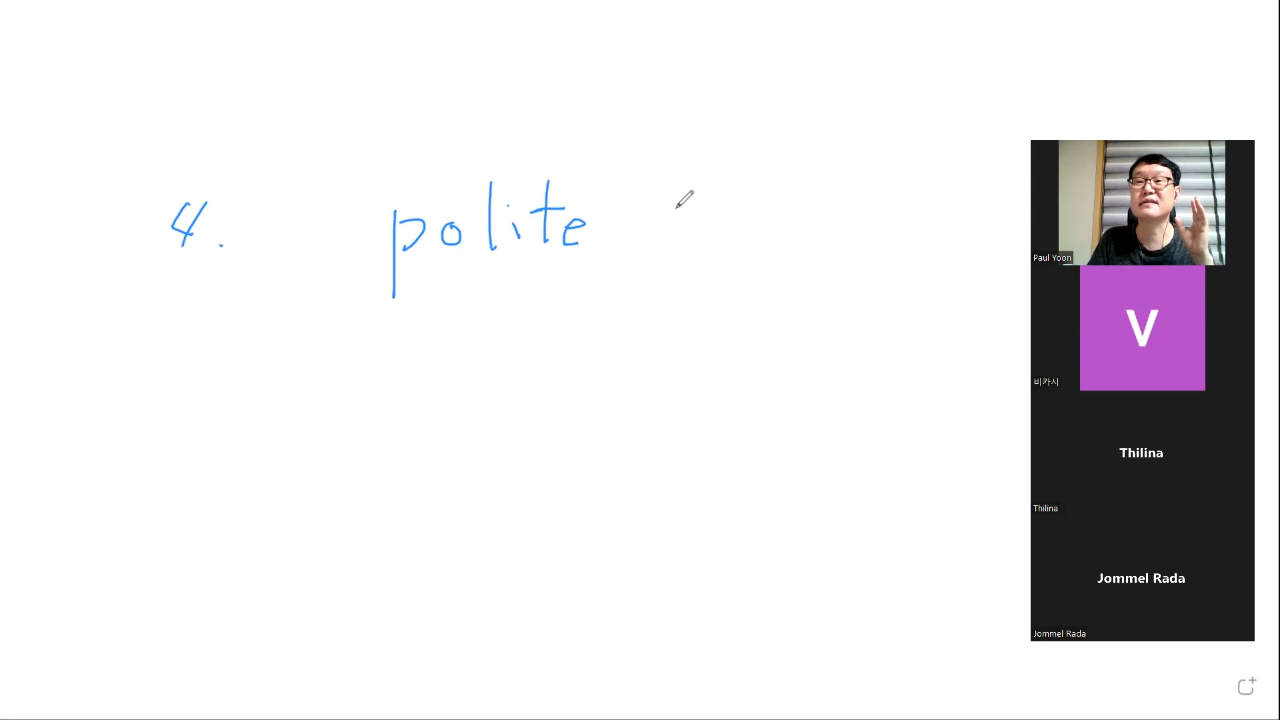 4. polite
Paul Yoon
V
비카시
Thilina
Thilina
Jommel Rada
Jommel Rada